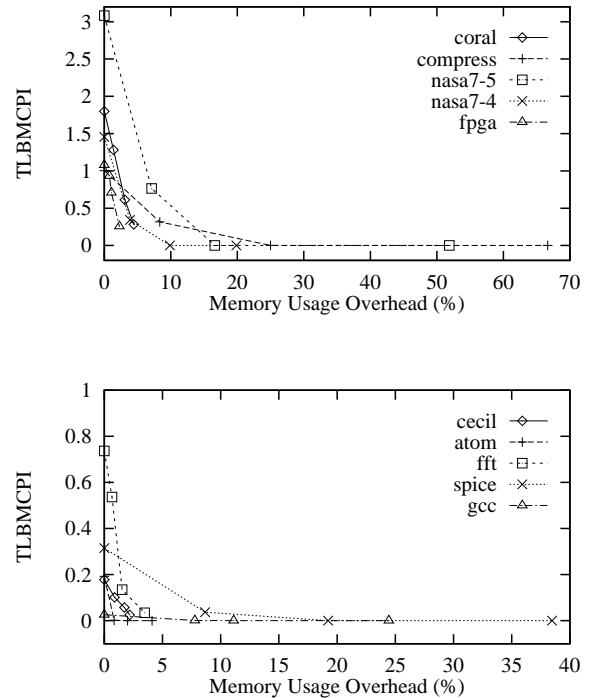 3
2.5
2
1.5
1
0.5
0
TLBMCPI
coral
compress
nasa7-5
nasa7-4
fpga
0 10 20 30 40 50 60 70
Memory Usage Overhead (%)
1
0.8
0.6
0.4
0.2
0
TLBMCPI
cecil
atom
fft
spice
gcc
0 5 10 15 20 25 30 35 40
Memory Usage Overhead (%)